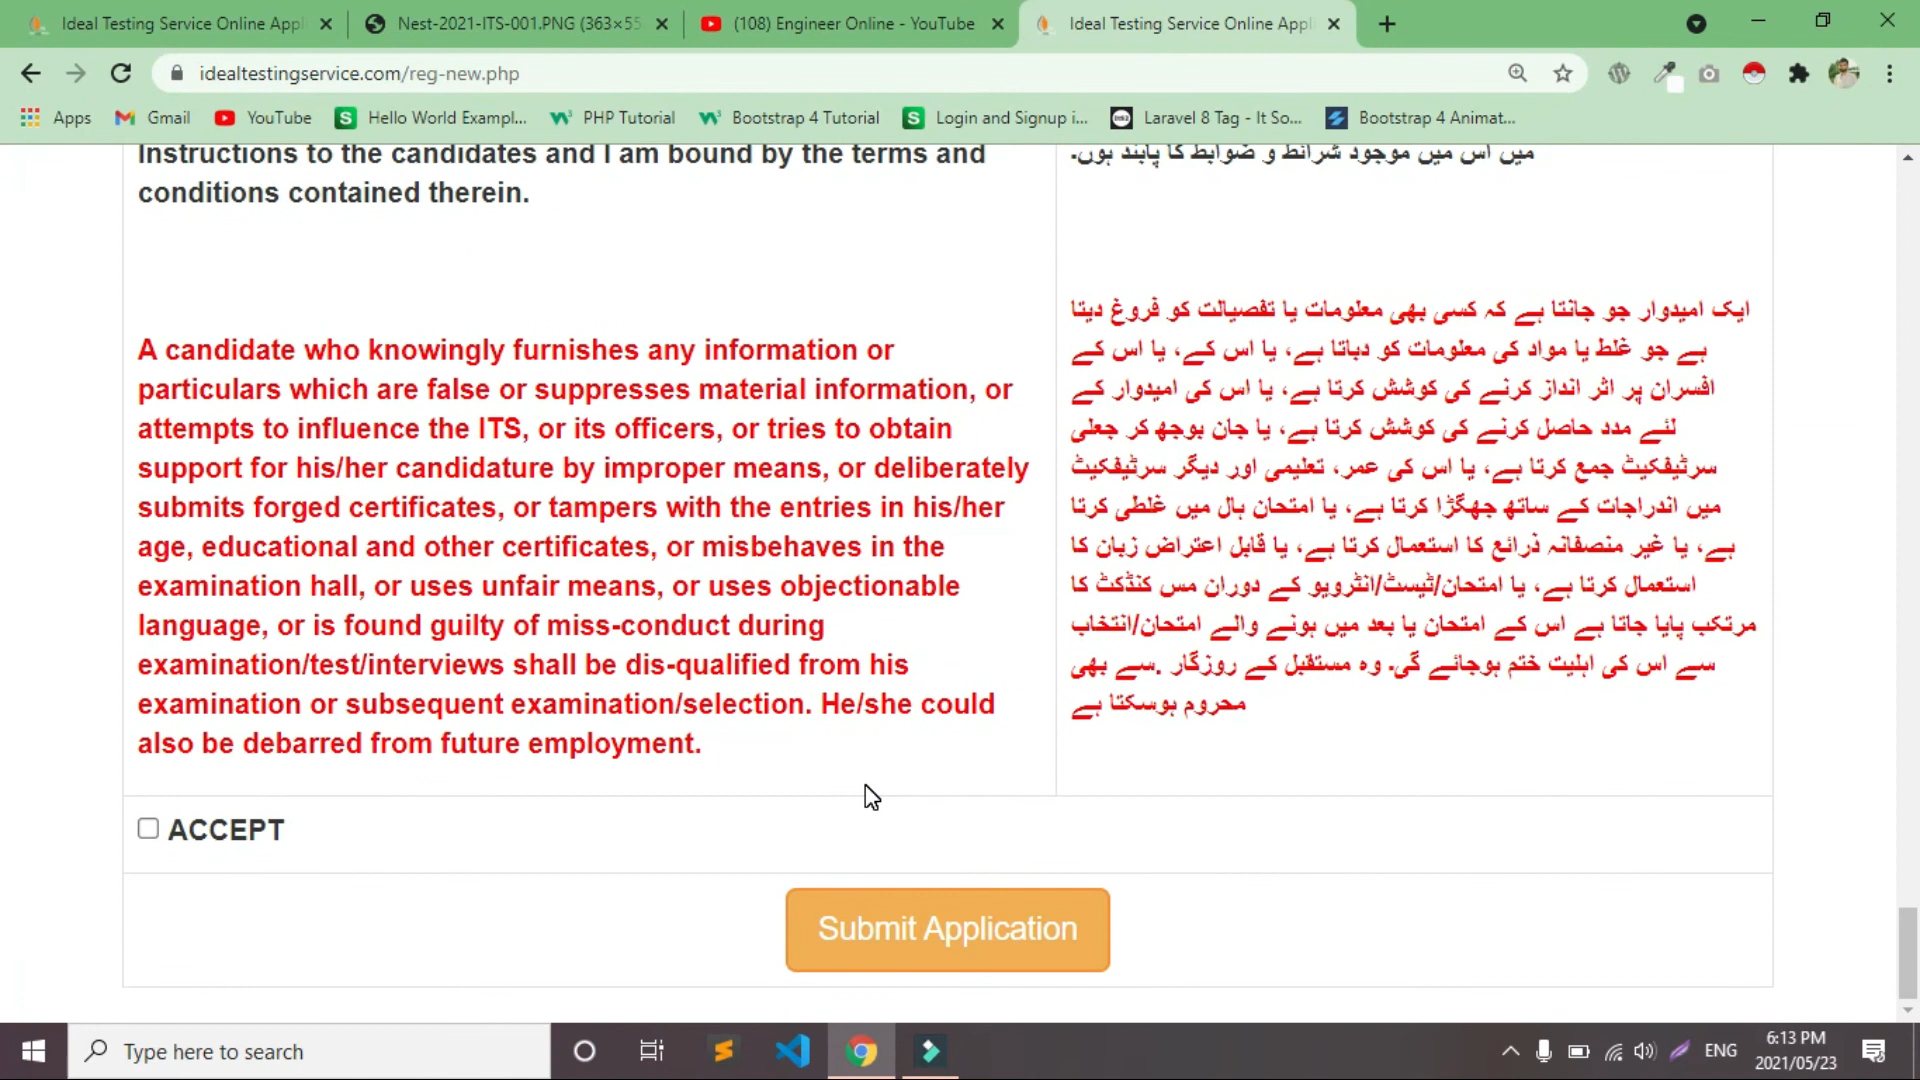 Ideal Testing Service Online Appl
Nest-2021-ITS-001.PNG (363×55
(108) Engineer Online - YouTube
Ideal Testing Service Online Appl
idealtestingservice.com/reg-new.php
Apps
Gmail
YouTube
Hello World Exampl...
PHP Tutorial
Bootstrap 4 Tutorial
Login and Signup i...
Laravel 8 Tag - It So...
Bootstrap 4 Animat...
Instructions to the candidates and I am bound by the terms and
conditions contained therein.
میں اس میں موجود شرائط و ضوابط کا پابند ہوں۔
A candidate who knowingly furnishes any information or
particulars which are false or suppresses material information, or
attempts to influence the ITS, or its officers, or tries to obtain
support for his/her candidature by improper means, or deliberately
submits forged certificates, or tampers with the entries in his/her
age, educational and other certificates, or misbehaves in the
examination hall, or uses unfair means, or uses objectionable
language, or is found guilty of miss-conduct during
examination/test/interviews shall be dis-qualified from his
examination or subsequent examination/selection. He/she could
also be debarred from future employment.
ایک امیدوار جو جانتا ہے کہ کسی بھی معلومات یا تفصیالت کو فروغ دیتا
ہے جو غلط یا مواد کی معلومات کو دباتا ہے، یا اس کے، یا اس کے
افسران پر اثر انداز کرنے کی کوشش کرتا ہے، یا اس کی امیدوار کے
لئے مدد حاصل کرنے کی کوشش کرتا ہے، یا جان بوجھ کر جعلی
سرٹیفکیٹ جمع کرتا ہے، یا اس کی عمر، تعلیمی اور دیگر سرٹیفکیٹ
میں اندراجات کے ساتھ جھگڑا کرتا ہے، یا امتحان ہال میں غلطی کرتا
ہے، یا غیر منصفانہ ذرائع کا استعمال کرتا ہے، یا قابل اعتراض زبان کا
استعمال کرتا ہے، یا امتحان/ٹیسٹ/انٹرویو کے دوران مس کنڈکٹ کا
مرتکب پایا جاتا ہے اس کے امتحان یا بعد میں ہونے والے امتحان/انتخاب
سے اس کی اہلیت ختم ہوجائے گی۔ وہ مستقبل کے روزگار .سے بھی
محروم ہوسکتا ہے
ACCEPT
Submit Application
Type here to search
ENG
6:13 PM
2021/05/23